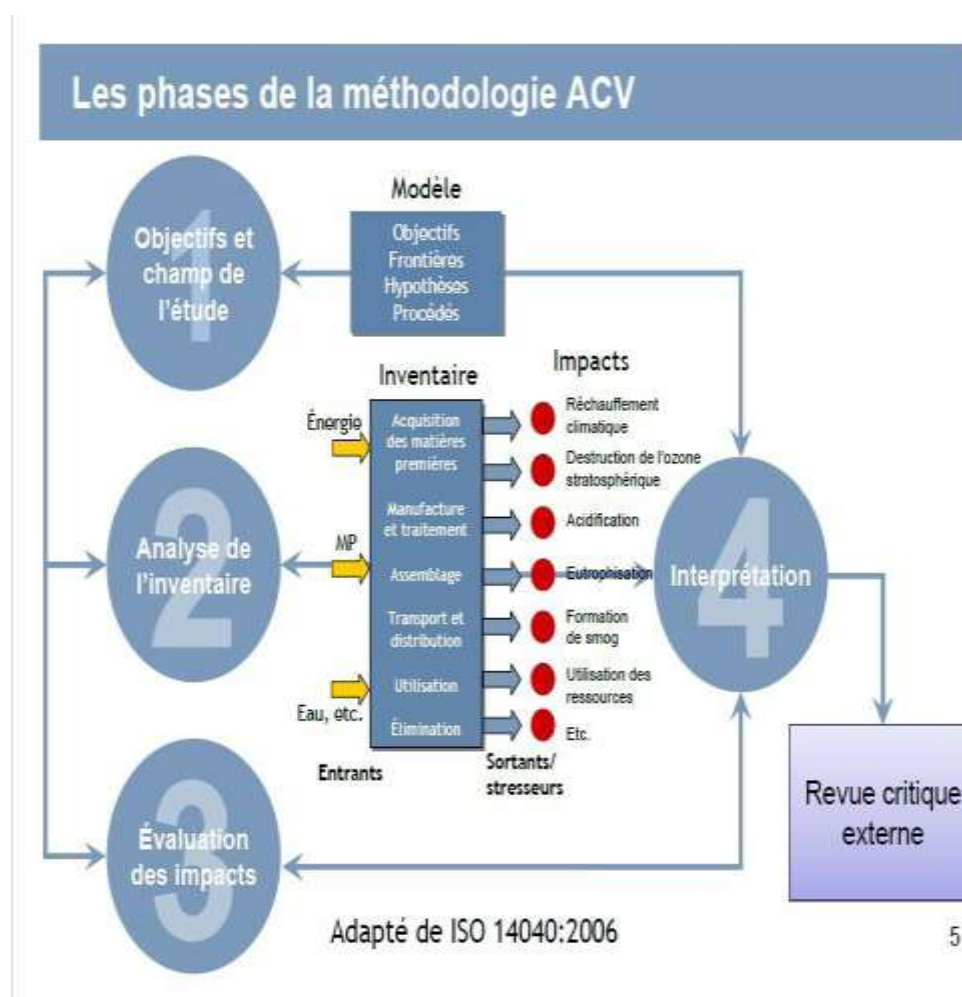 Les phases de la méthodologie ACV
1
Objectifs et
champ de
l'étude
Modèle
Objectifs
Frontières
Hypothèses
Procédés
2
Analyse de
l'inventaire
Inventaire
Énergie
MP
Eau, etc.
Entrants
Acquisition
des matières
premières
Manufacture
et traitement
Assemblage
Transport et
distribution
Utilisation
Élimination
Impacts
Réchauffement
climatique
Destruction de l'ozone
stratosphérique
Acidification
Eutrophisation
Formation
de smog
Utilisation des
ressources
Etc.
Sortants/
stresseurs
3
Évaluation
des impacts
4
Interprétation
Revue critique
externe
Adapté de ISO 14040:2006
5